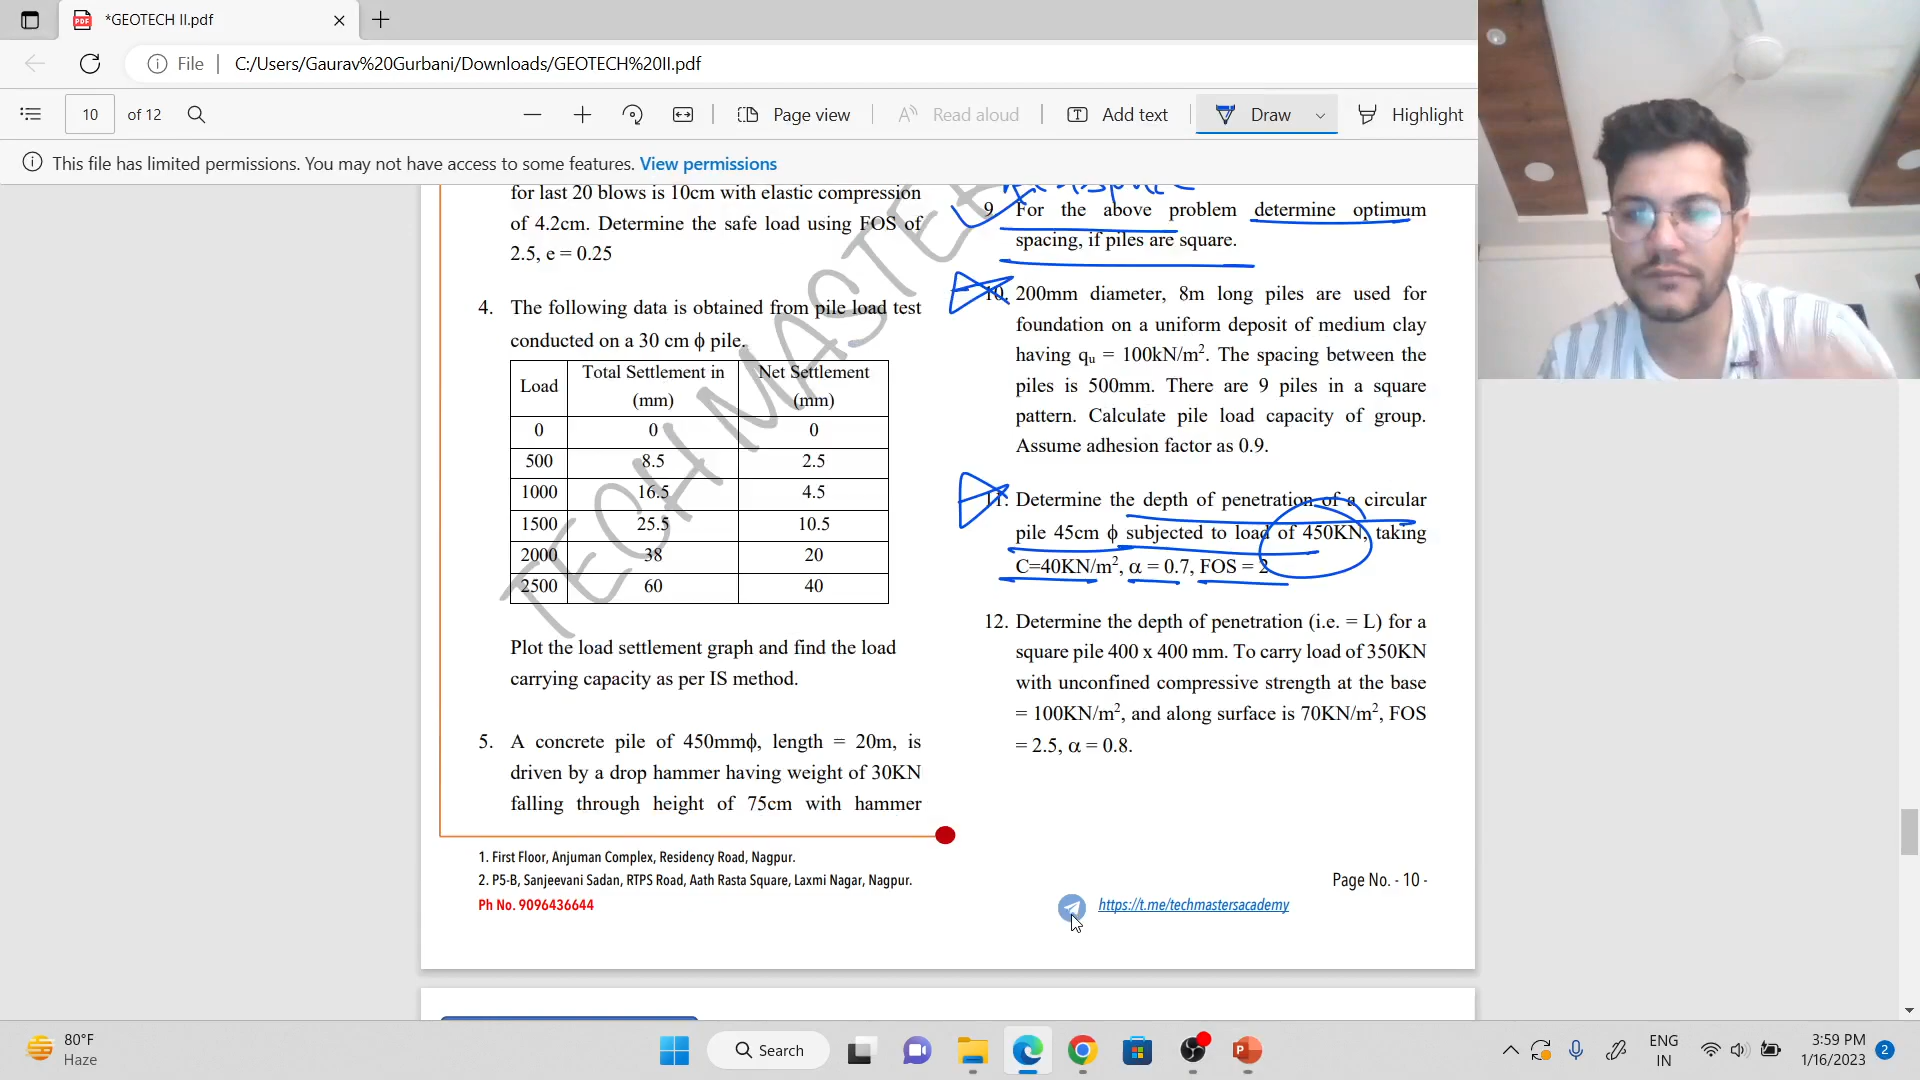 *GEOTECH II.pdf
File
C:/Users/Gaurav%20Gurbani/Downloads/GEOTECH%20II.pdf
10 of 12
Page view
Read aloud
Add text
Draw
Highlight
This file has limited permissions. You may not have access to some features. View permissions
for last 20 blows is 10cm with elastic compression
of 4.2cm. Determine the safe load using FOS of
2.5, e = 0.25
4. The following data is obtained from pile load test
conducted on a 30 cm ϕ pile.
Load | Total Settlement in (mm) | Net Settlement (mm)
0 0 0
500 8.5 2.5
1000 16.5 4.5
1500 25.5 10.5
2000 38 20
2500 60 40
Plot the load settlement graph and find the load
carrying capacity as per IS method.
5. A concrete pile of 450mmϕ, length = 20m, is
driven by a drop hammer having weight of 30KN
falling through height of 75cm with hammer
9. For the above problem determine optimum
spacing, if piles are square.
10. 200mm diameter, 8m long piles are used for
foundation on a uniform deposit of medium clay
having qu = 100kN/m². The spacing between the
piles is 500mm. There are 9 piles in a square
pattern. Calculate pile load capacity of group.
Assume adhesion factor as 0.9.
11. Determine the depth of penetration of a circular
pile 45cm ϕ subjected to load of 450KN, taking
C=40KN/m², α = 0.7, FOS = 2
12. Determine the depth of penetration (i.e. = L) for a
square pile 400 x 400 mm. To carry load of 350KN
with unconfined compressive strength at the base
= 100KN/m², and along surface is 70KN/m², FOS
= 2.5, α = 0.8.
TECH MASTE
1. First Floor, Anjuman Complex, Residency Road, Nagpur.
2. P5-B, Sanjeevani Sadan, RTPS Road, Aath Rasta Square, Laxmi Nagar, Nagpur.
Ph No. 9096436644
Page No. - 10 -
https://t.me/techmastersacademy
80°F
Haze
Search
ENG
IN
3:59 PM
1/16/2023
2